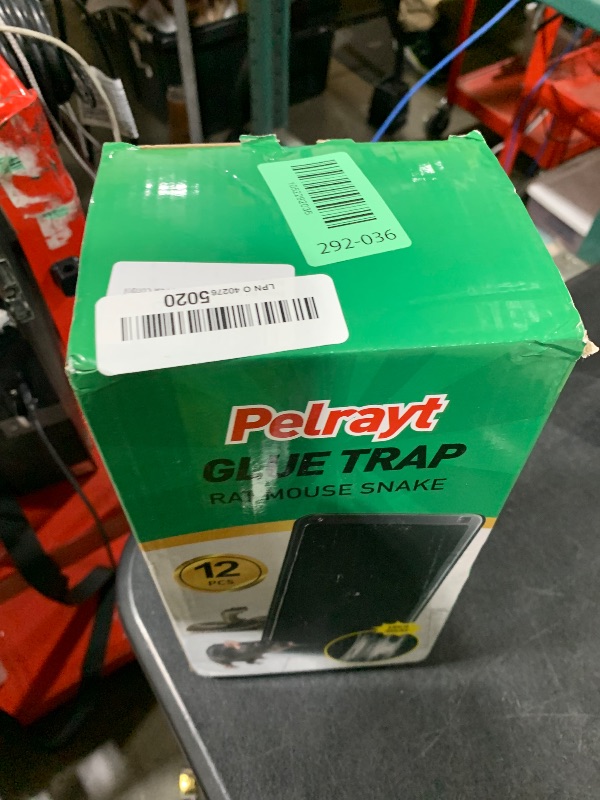 292-036
LPN O 40276
5020
Pelrayt
GLUE TRAP
RAT MOUSE SNAKE
12
PCS